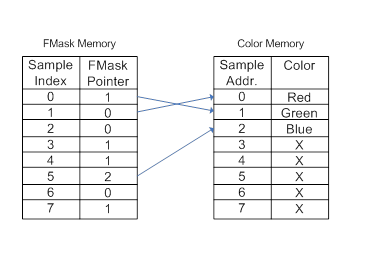 FMask Memory Color Memory
Sample Index FMask Pointer Sample Addr. Color
0 1 0 Red
1 0 1 Green
2 0 2 Blue
3 1 3 X
4 1 4 X
5 2 5 X
6 0 6 X
7 1 7 X